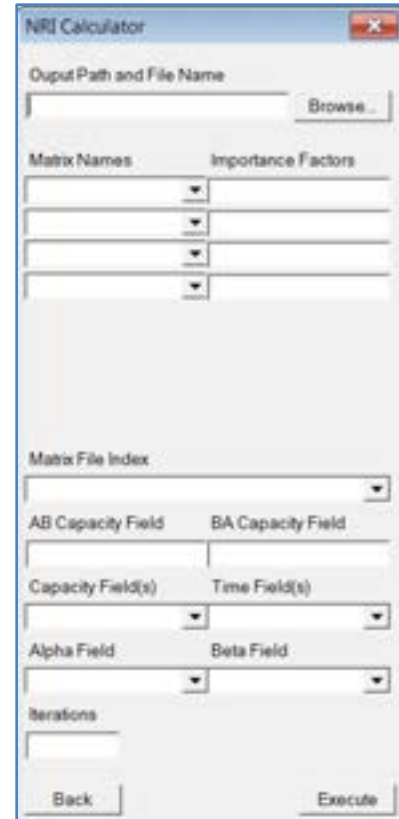 NRI Calculator
Ouput Path and File Name
Browse...
Matrix Names Importance Factors
Matrix File Index
AB Capacity Field BA Capacity Field
Capacity Field(s) Time Field(s)
Alpha Field Beta Field
Iterations
Back Execute